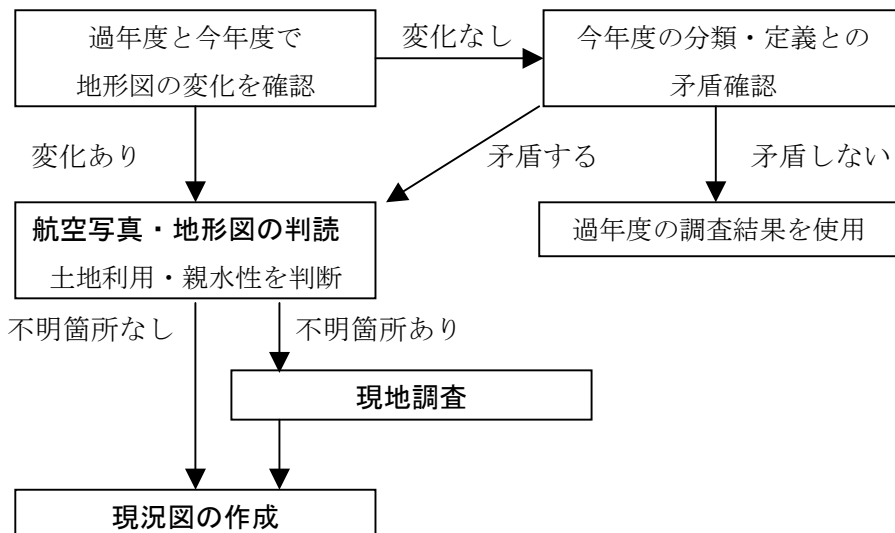 過年度と今年度で
地形図の変化を確認
変化なし
今年度の分類・定義との
矛盾確認
変化あり
矛盾する
矛盾しない
航空写真・地形図の判読
土地利用・親水性を判断
過年度の調査結果を使用
不明箇所なし
不明箇所あり
現地調査
現況図の作成